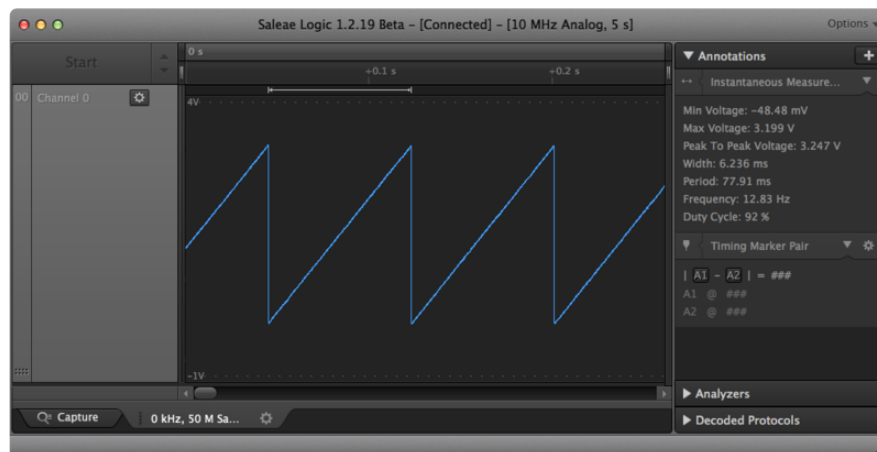 Saleae Logic 1.2.19 Beta – [Connected] – [10 MHz Analog, 5 s]
Options
Start
0 s
+0.1 s
+0.2 s
00 Channel 0
4V
-1V
Annotations
Instantaneous Measure...
Min Voltage: -48.48 mV
Max Voltage: 3.199 V
Peak To Peak Voltage: 3.247 V
Width: 6.236 ms
Period: 77.91 ms
Frequency: 12.83 Hz
Duty Cycle: 92 %
Timing Marker Pair
| A1 - A2 | = ###
A1 @ ###
A2 @ ###
Analyzers
Decoded Protocols
Capture
0 kHz, 50 M Sa...